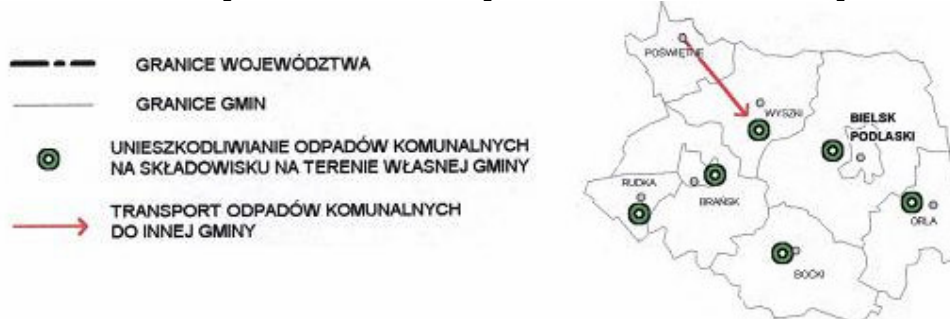 GRANICE WOJEWÓDZTWA
GRANICE GMIN
UNIESZKODLIWIANIE ODPADÓW KOMUNALNYCH
NA SKŁADOWISKU NA TERENIE WŁASNEJ GMINY
TRANSPORT ODPADÓW KOMUNALNYCH
DO INNEJ GMINY
POŚWIĘTNE
WYSZKI
BIELSK
PODLASKI
RUDKA
BRAŃSK
ORLA
BOĆKI